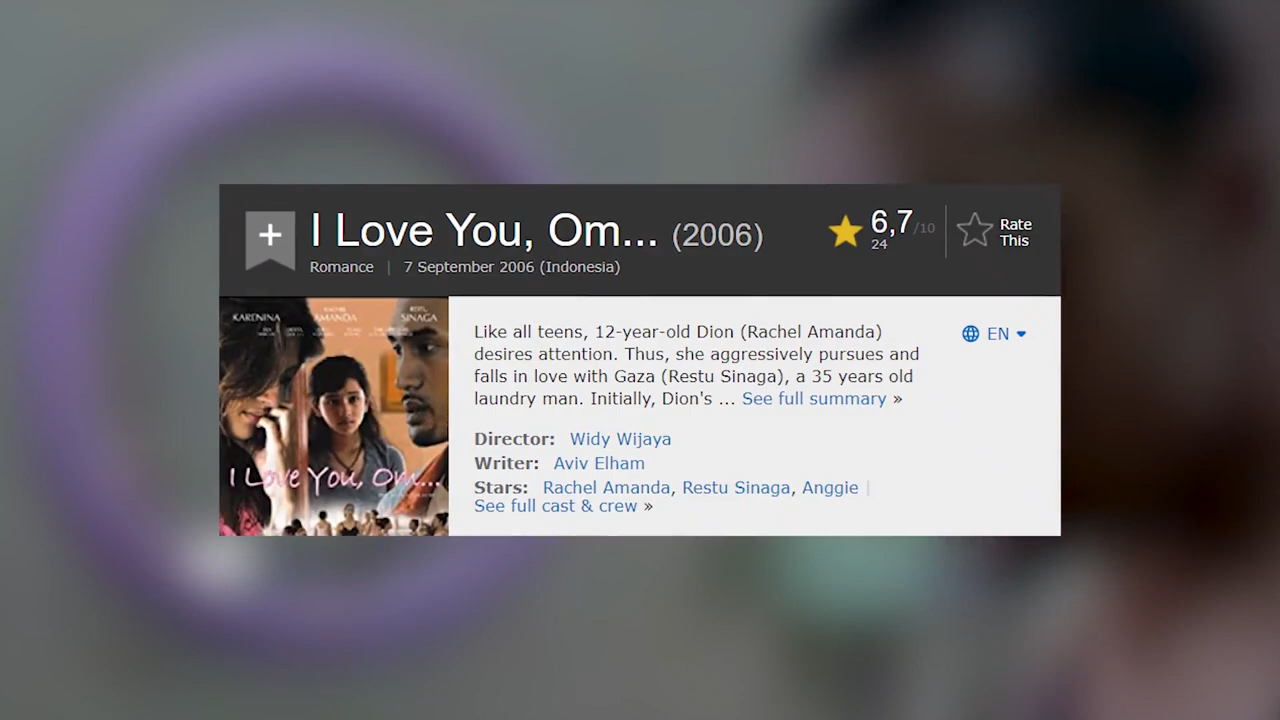 + I Love You, Om... (2006)
6,7/10
24
Rate
This
Romance | 7 September 2006 (Indonesia)
KARENINA
AMANDA
RESTU
SINAGA
I Love You, Om...
Like all teens, 12-year-old Dion (Rachel Amanda)
desires attention. Thus, she aggressively pursues and
falls in love with Gaza (Restu Sinaga), a 35 years old
laundry man. Initially, Dion's ... See full summary »
EN
Director: Widy Wijaya
Writer: Aviv Elham
Stars: Rachel Amanda, Restu Sinaga, Anggie |
See full cast & crew »